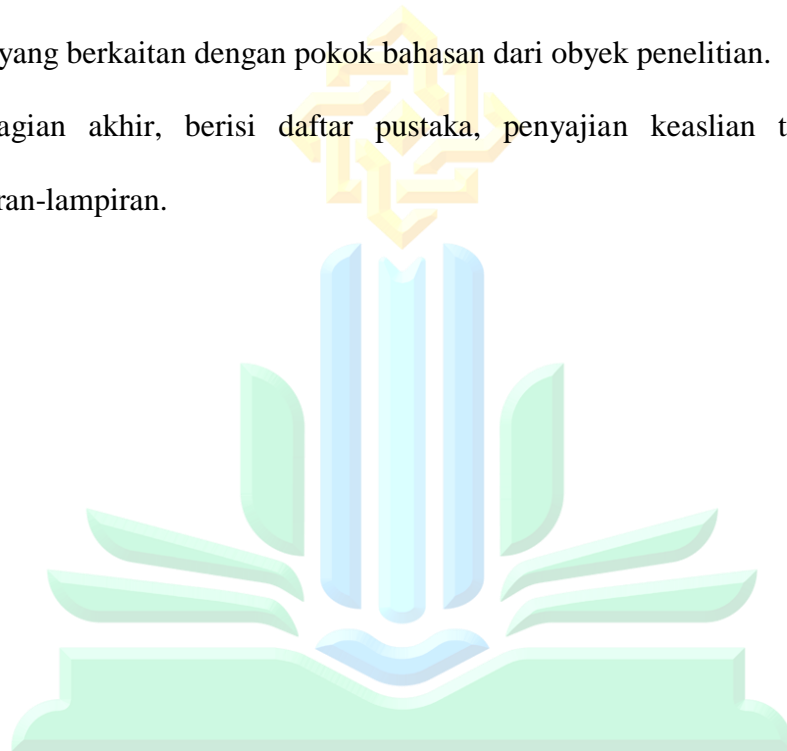 yang berkaitan dengan pokok bahasan dari obyek penelitian.
agian akhir, berisi daftar pustaka, penyajian keaslian t
ran-lampiran.